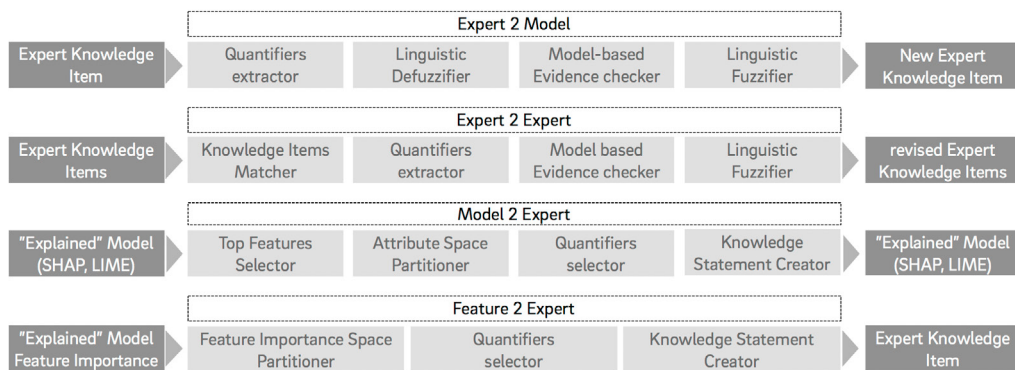 Expert 2 Model
Expert Knowledge
Item
Quantifiers
extractor
Linguistic
Defuzzifier
Model-based
Evidence checker
Linguistic
Fuzzifier
New Expert
Knowledge Item
Expert 2 Expert
Expert Knowledge
Items
Knowledge Items
Matcher
Quantifiers
extractor
Model based
Evidence checker
Linguistic
Fuzzifier
revised Expert
Knowledge Items
Model 2 Expert
"Explained" Model
(SHAP, LIME)
Top Features
Selector
Attribute Space
Partitioner
Quantifiers
selector
Knowledge
Statement Creator
"Explained" Model
(SHAP, LIME)
Feature 2 Expert
"Explained" Model
Feature Importance
Feature Importance Space
Partitioner
Quantifiers
selector
Knowledge Statement
Creator
Expert Knowledge
Item